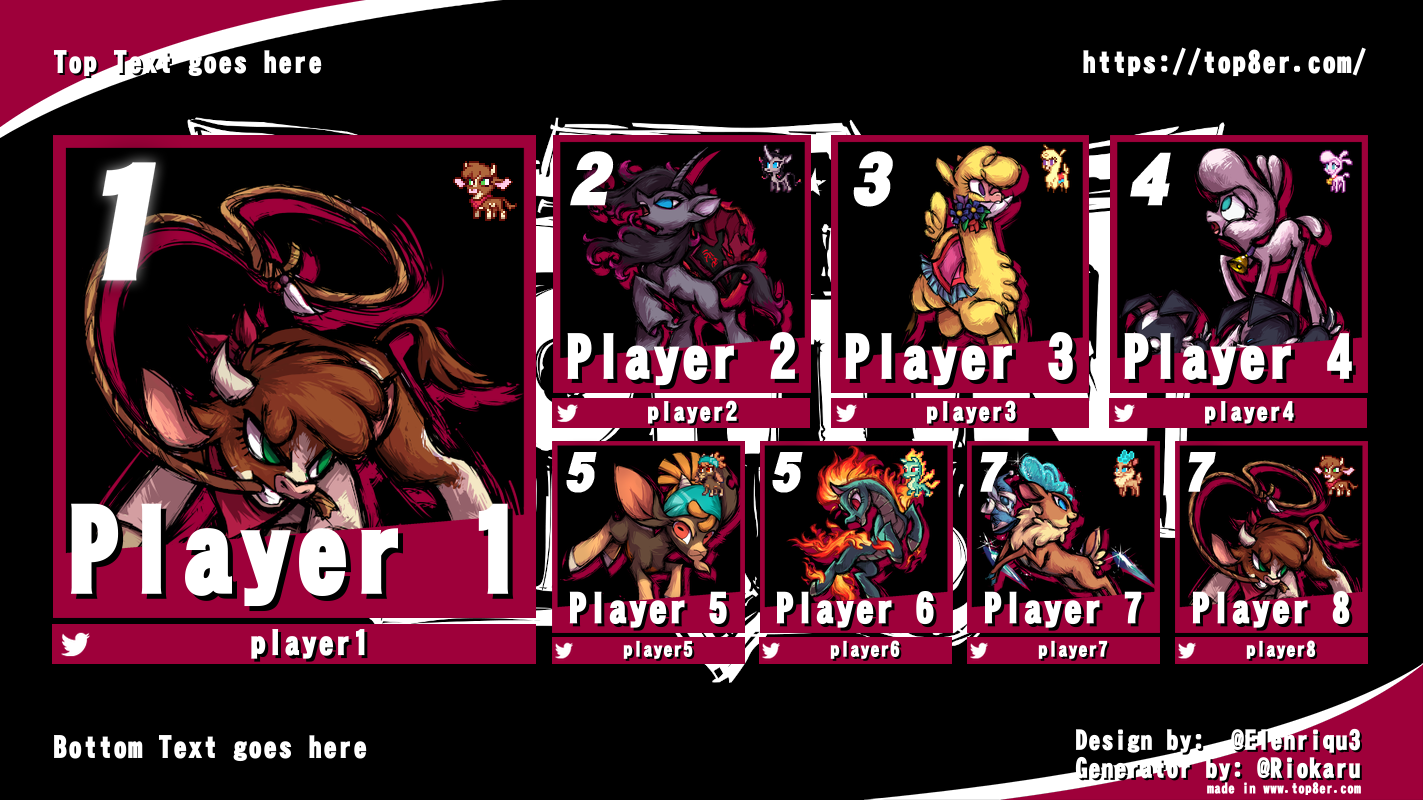 Top Text goes here
https://top8er.com/
1
2
3
4
Player 2
Player 3
Player 4
player2
player3
player4
5
5
7
7
Player 1
Player 5
Player 6
Player 7
Player 8
player1
player5
player6
player7
player8
Bottom Text goes here
Design by: @Elenriqu3
Generator by: @Riokaru
made in www.top8er.com